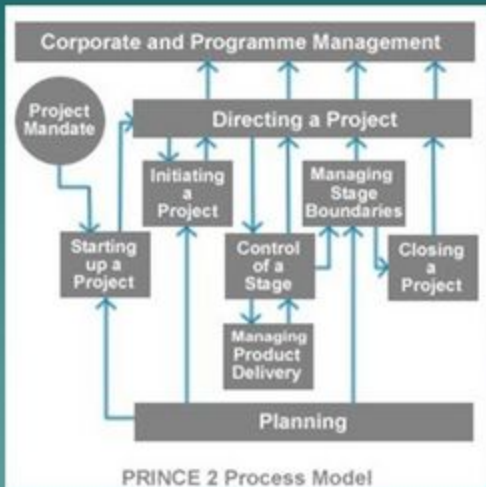 Corporate and Programme Management
Project
Mandate
Directing a Project
Initiating
a
Project
Managing
Stage
Boundaries
Starting
up a
Project
Control
of a
Stage
Closing
a
Project
Managing
Product
Delivery
Planning
PRINCE 2 Process Model